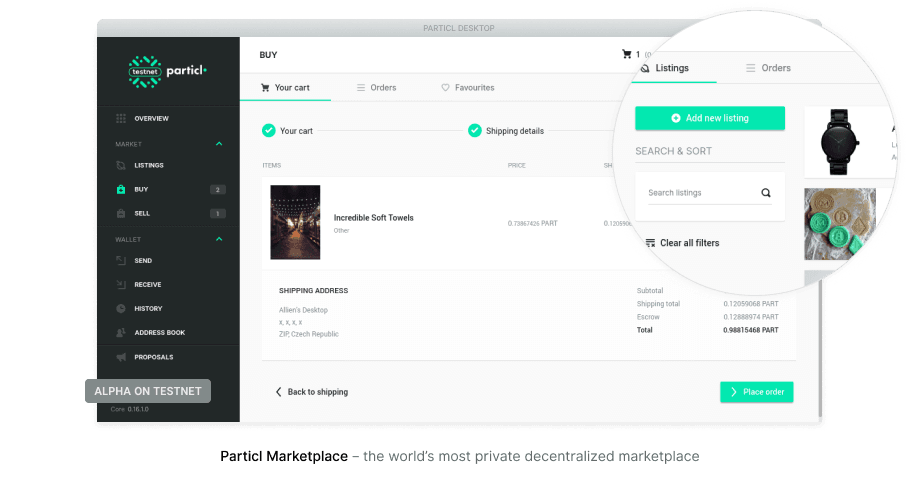 PARTICL DESKTOP
testnet particl
OVERVIEW
MARKET
LISTINGS
BUY 2
SELL 1
WALLET
SEND
RECEIVE
HISTORY
ADDRESS BOOK
PROPOSALS
ALPHA ON TESTNET
Core 0.16.1.0
BUY
1
Your cart Orders Favourites
Your cart Shipping details
ITEMS PRICE SH
Incredible Soft Towels
Other
0.73867426 PART
SHIPPING ADDRESS
Allien's Desktop
x, x, x, x
ZIP, Czech Republic
Subtotal
Shipping total 0.12059068 PART
Escrow 0.12888974 PART
Total 0.98815468 PART
Back to shipping
Place order
Listings Orders
Add new listing
SEARCH & SORT
Search listings
Clear all filters
Particl Marketplace – the world's most private decentralized marketplace